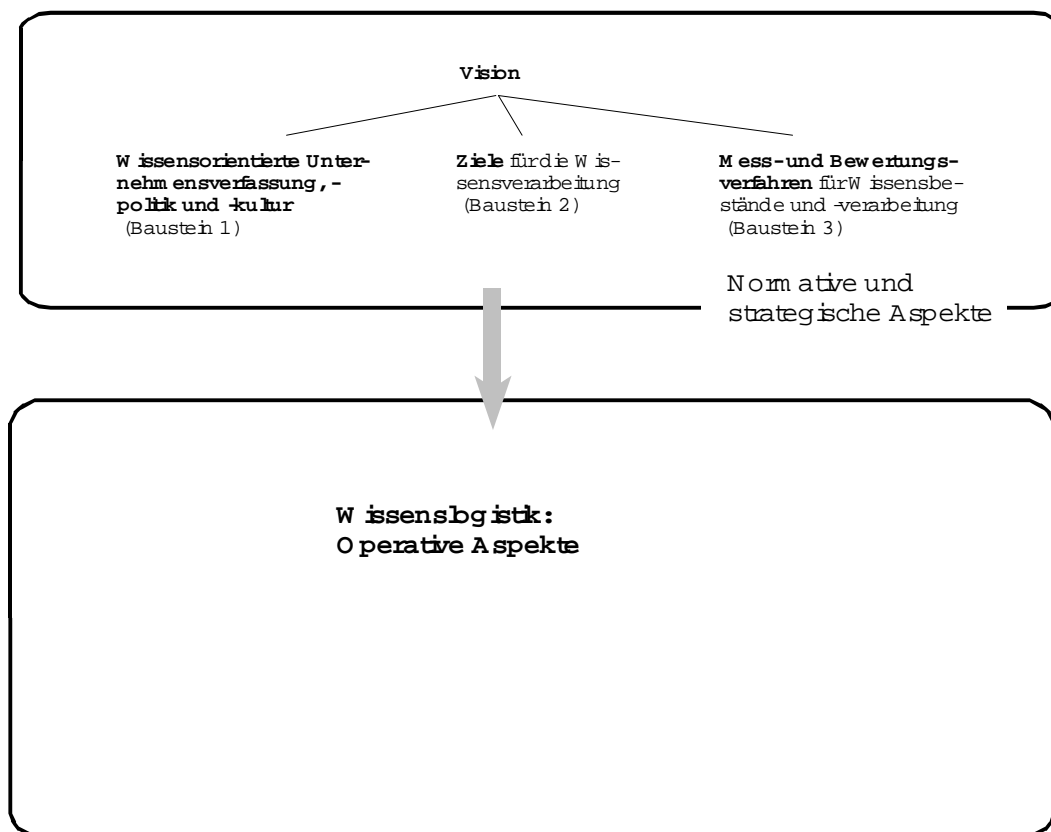 Vision
Wissensorientierte Unter-
nehmensverfassung, -
politik und -kultur
(Baustein 1)
Ziele für die Wis-
sensverarbeitung
(Baustein 2)
Mess- und Bewertungs-
verfahren für Wissensbe-
stände und -verarbeitung
(Baustein 3)
Normative und
strategische Aspekte
Wissenslogistik:
Operative Aspekte